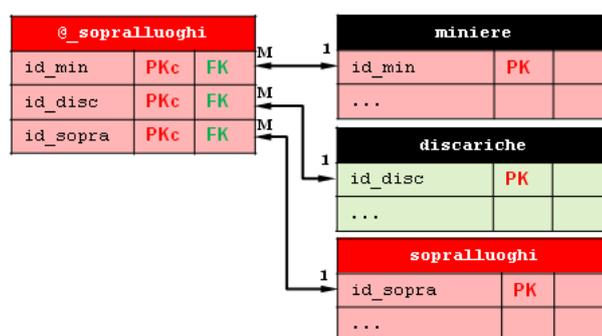 @_sopralluoghi
id_min PKc FK
id_disc PKc FK
id_sopra PKc FK
M 1
M
M
1
1
miniere
id_min PK
...
discariche
id_disc PK
...
sopralluoghi
id_sopra PK
...